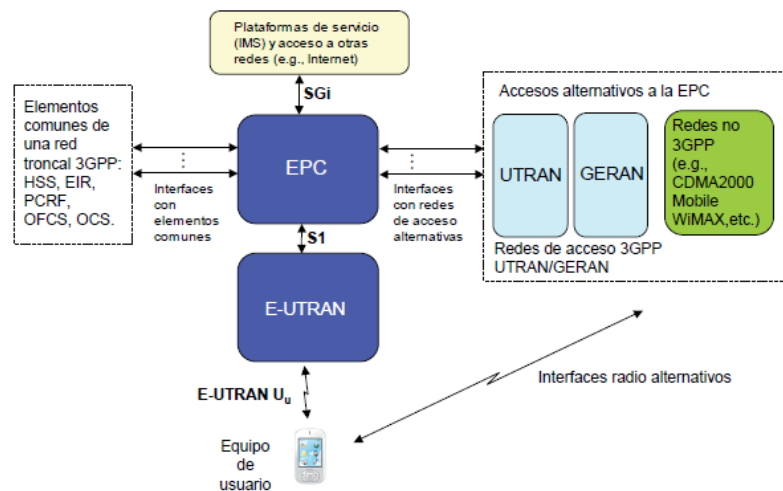 Plataformas de servicio
(IMS) y acceso a otras
redes (e.g., Internet)
SGi
Elementos
comunes de
una red
troncal 3GPP:
HSS, EIR,
PCRF,
OFCS, OCS.
Interfaces
con
elementos
comunes
EPC
Interfaces
con redes
de acceso
alternativas
Accesos alternativos a la EPC
UTRAN
GERAN
Redes no
3GPP
(e.g.,
CDMA2000
Mobile
WiMAX,etc.)
Redes de acceso 3GPP
UTRAN/GERAN
S1
E-UTRAN
E-UTRAN Uu
Interfaces radio alternativos
Equipo
de
usuario